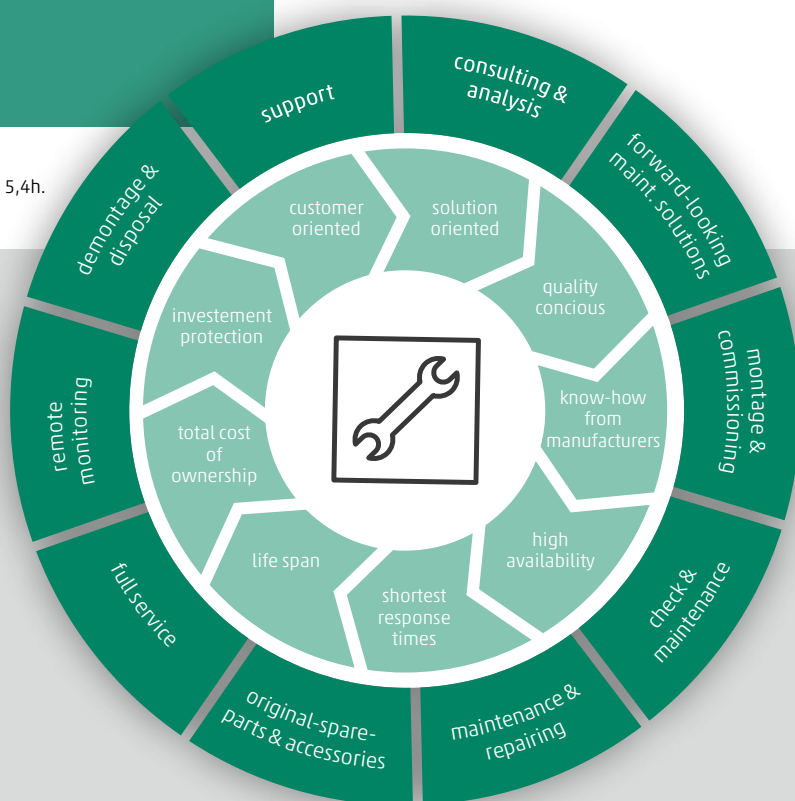 5,4h.
support
consulting &
analysis
forward-looking
maint. solutions
montage &
commissioning
check &
maintenance
maintenance &
repairing
original-spare-
parts & accessories
full service
remote
monitoring
demontage &
disposal
customer
oriented
solution
oriented
quality
concious
know-how
from
manufacturers
high
availability
shortest
response
times
life span
total cost
of
ownership
investement
protection